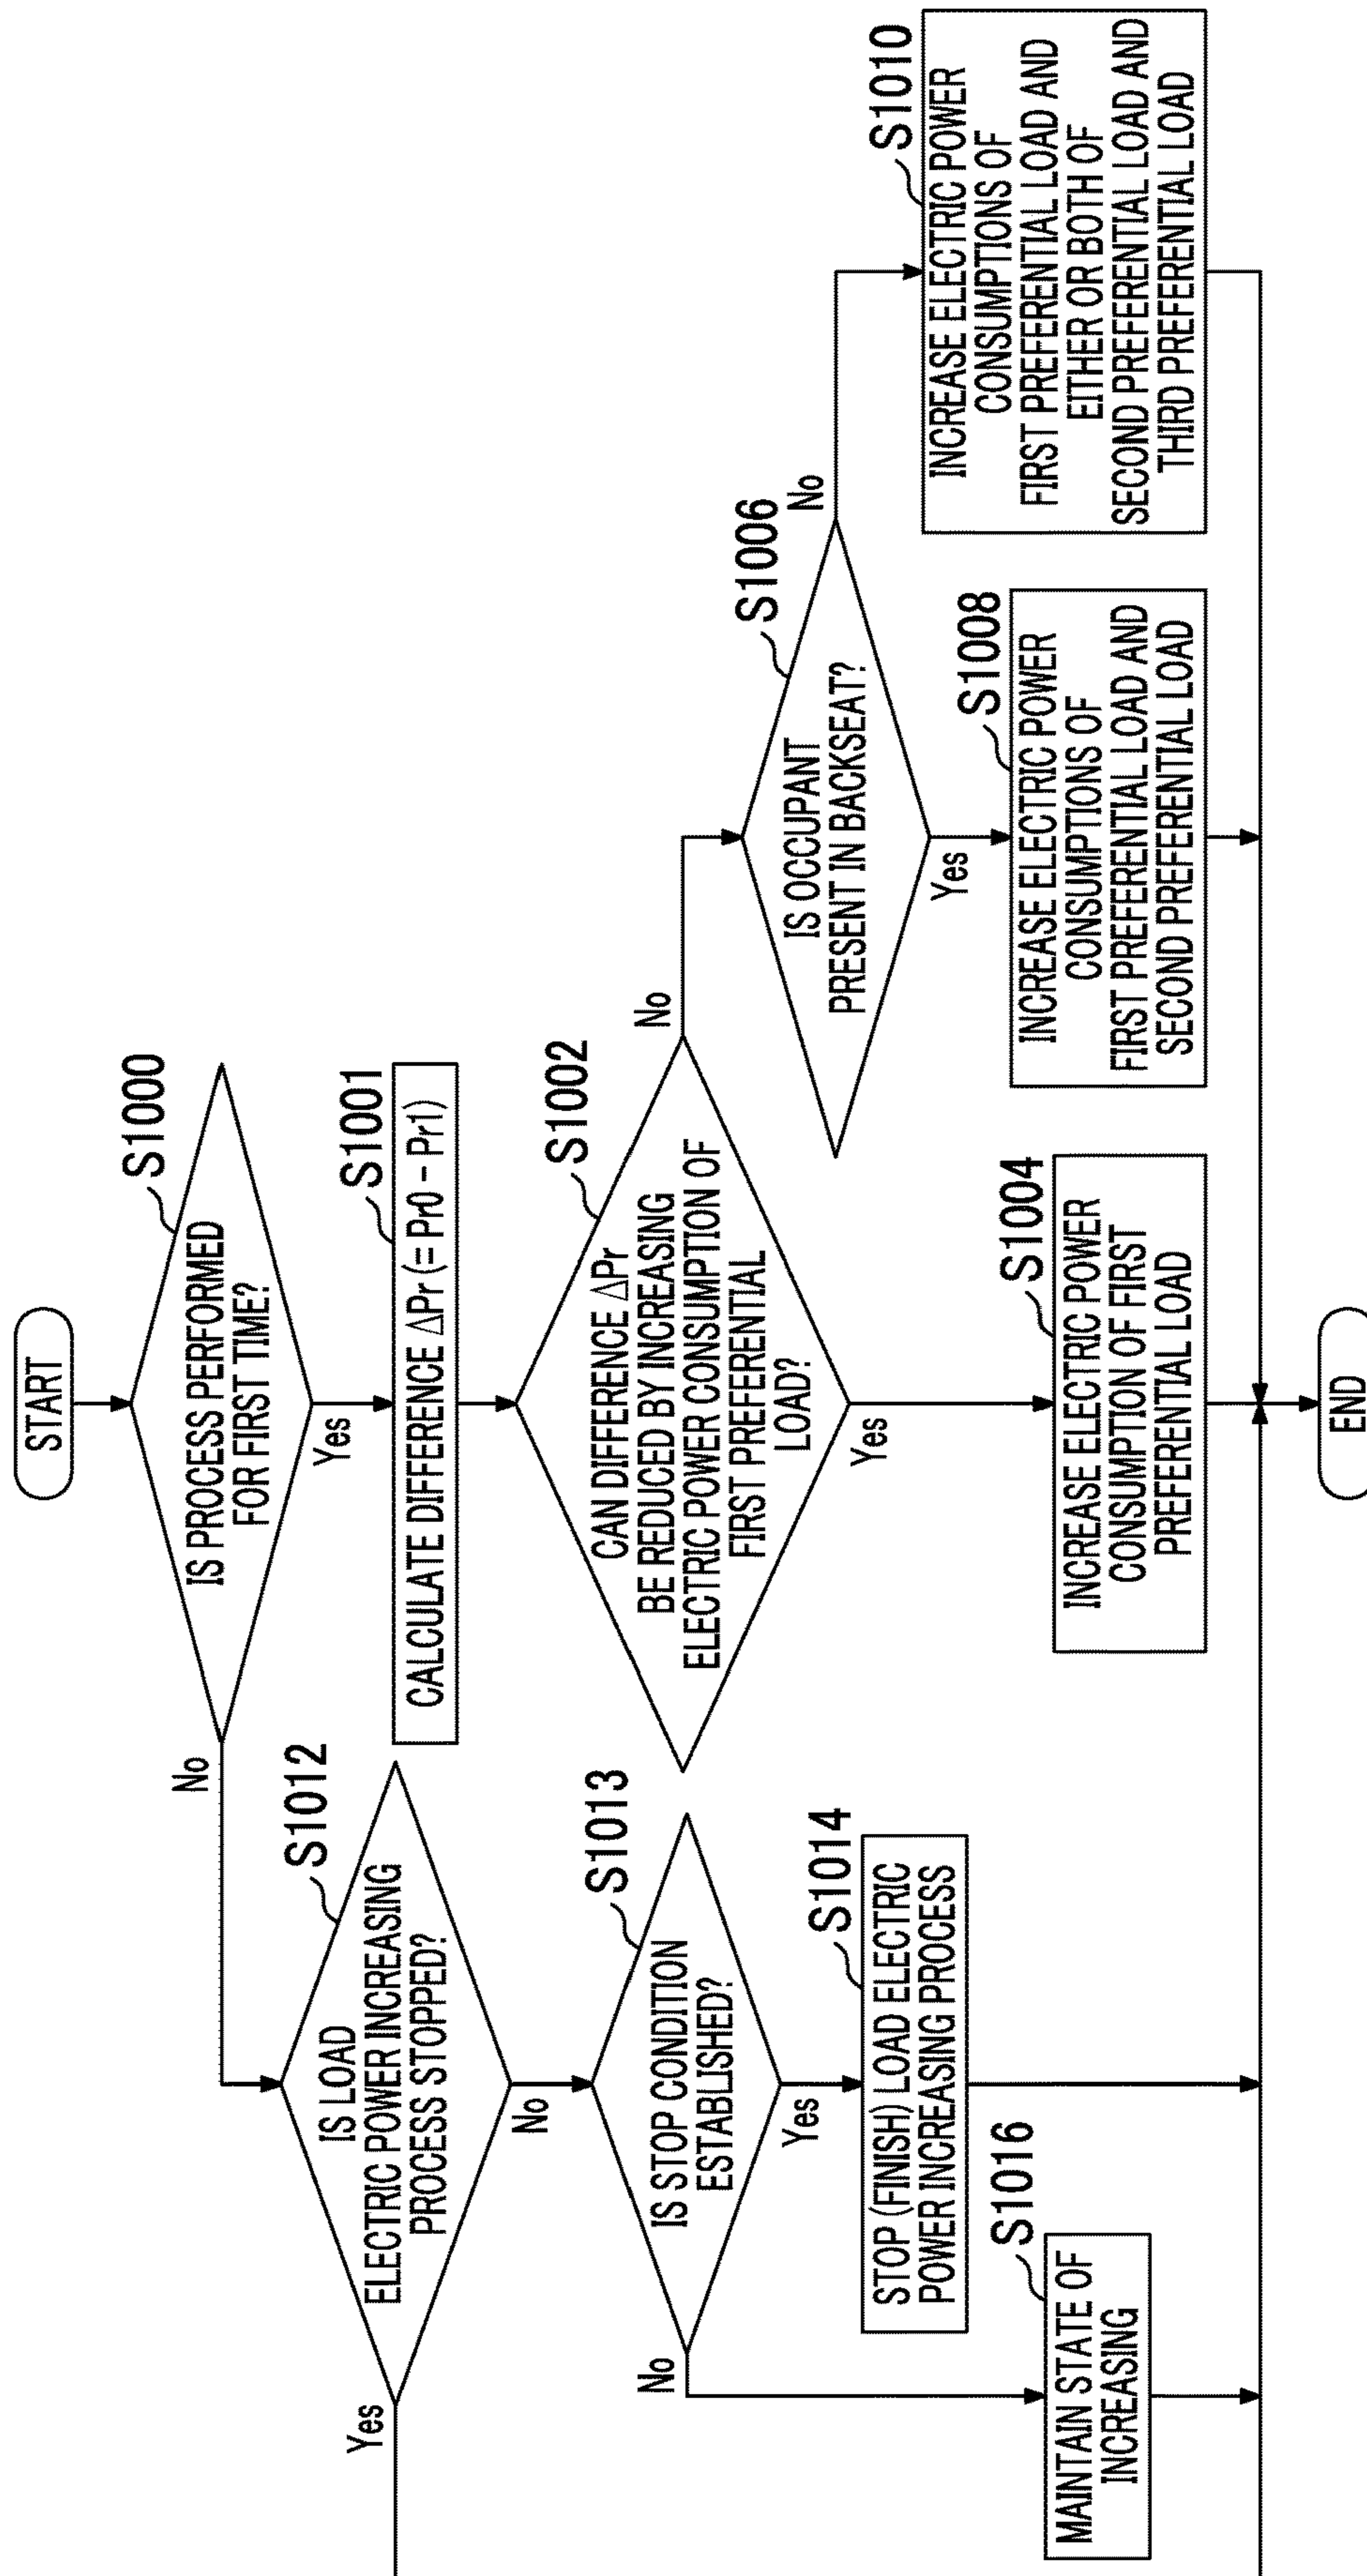 START
S1000
IS PROCESS PERFORMED
FOR FIRST TIME?
No
Yes
S1012
IS LOAD
ELECTRIC POWER INCREASING
PROCESS STOPPED?
Yes
No
S1001
CALCULATE DIFFERENCE ΔPr (= Pr0 - Pr1)
S1013
IS STOP CONDITION
ESTABLISHED?
No
Yes
S1002
CAN DIFFERENCE ΔPr
BE REDUCED BY INCREASING
ELECTRIC POWER CONSUMPTION OF
FIRST PREFERENTIAL
LOAD?
No
Yes
S1006
IS OCCUPANT
PRESENT IN BACKSEAT?
No
Yes
S1014
STOP (FINISH) LOAD ELECTRIC
POWER INCREASING PROCESS
S1016
MAINTAIN STATE OF
INCREASING
S1004
INCREASE ELECTRIC POWER
CONSUMPTION OF FIRST
PREFERENTIAL LOAD
S1008
INCREASE ELECTRIC POWER
CONSUMPTIONS OF
FIRST PREFERENTIAL LOAD AND
SECOND PREFERENTIAL LOAD
S1010
INCREASE ELECTRIC POWER
CONSUMPTIONS OF
FIRST PREFERENTIAL LOAD AND
EITHER OR BOTH OF
SECOND PREFERENTIAL LOAD AND
THIRD PREFERENTIAL LOAD
END